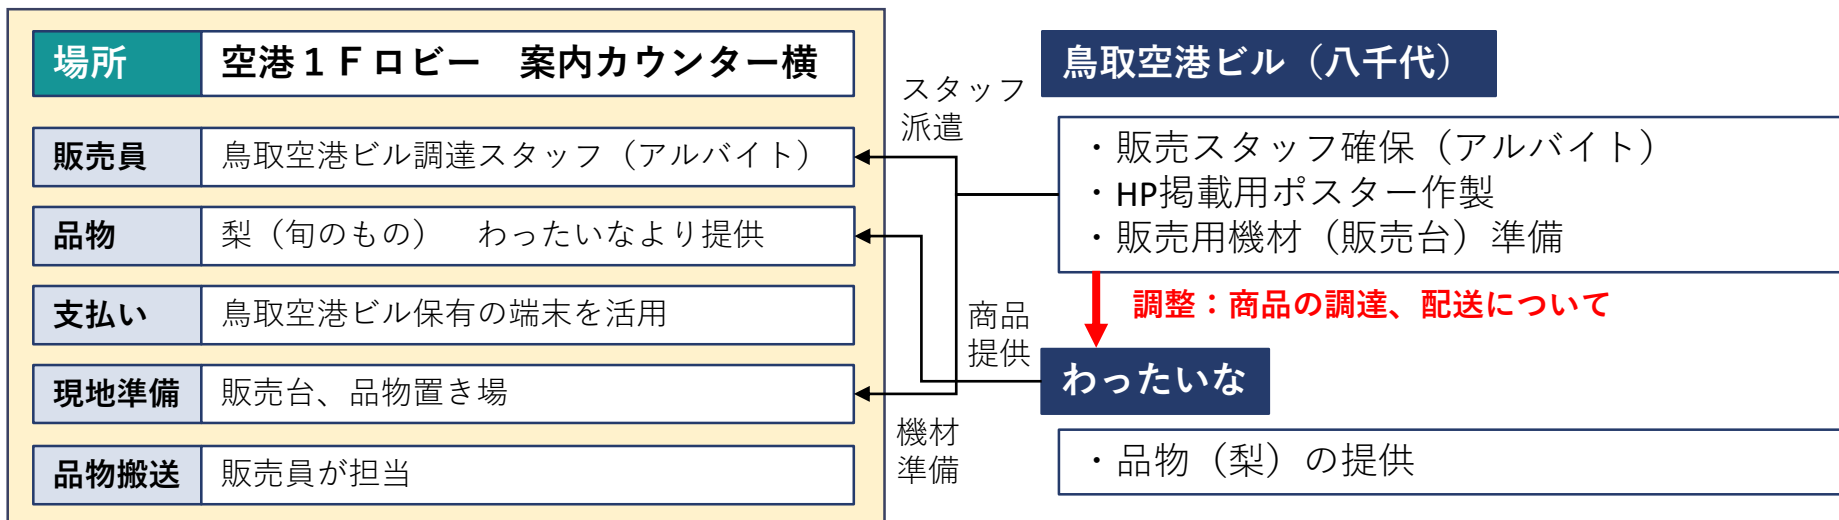 場所 空港１Ｆロビー　案内カウンター横
販売員 鳥取空港ビル調達スタッフ（アルバイト）
品物 梨（旬のもの）　わったいなより提供
支払い 鳥取空港ビル保有の端末を活用
現地準備 販売台、品物置き場
品物搬送 販売員が担当
スタッフ
派遣
商品
提供
機材
準備
鳥取空港ビル（八千代）
・販売スタッフ確保（アルバイト）
・HP掲載用ポスター作製
・販売用機材（販売台）準備
調整：商品の調達、配送について
わったいな
・品物（梨）の提供